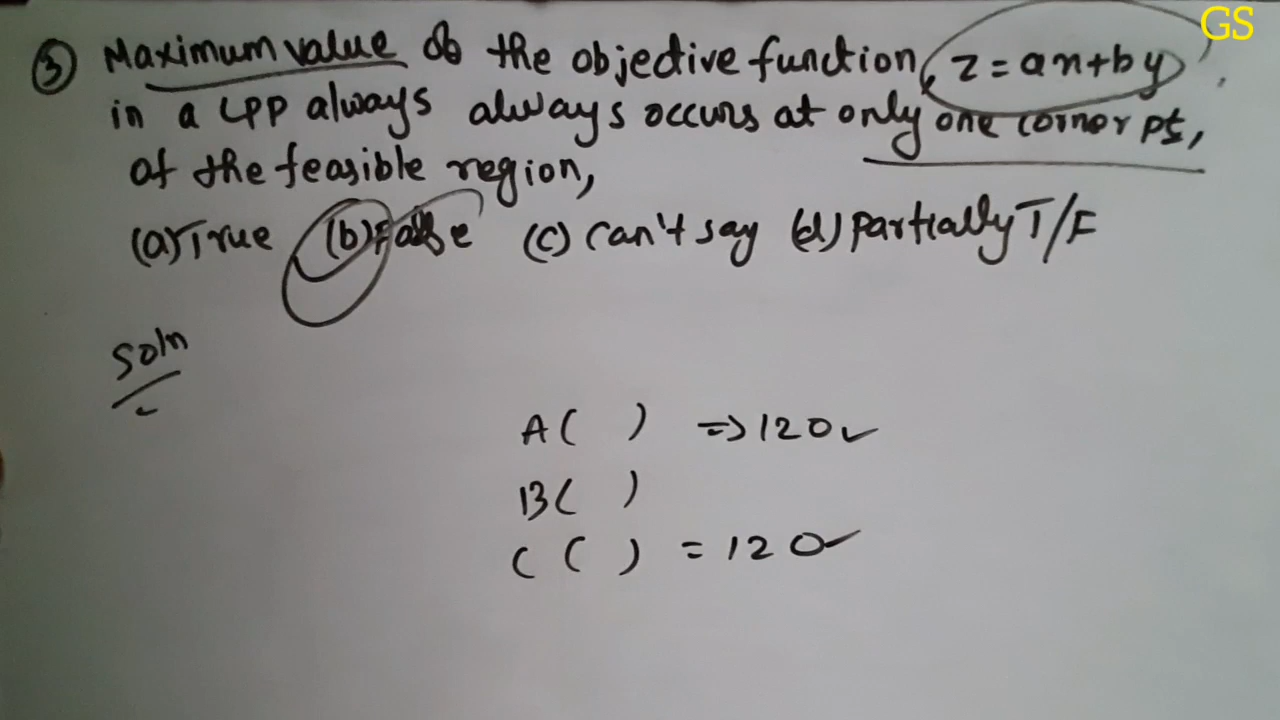 GS
③ Maximum value of the objective function, z = ax+by
in a LPP always always occurs at only one corner pt,
of the feasible region,
(a) True (b) False (c) can't say (d) partially T/F
Soln
A( ) => 120 ✓
B( )
C( ) = 120 ✓